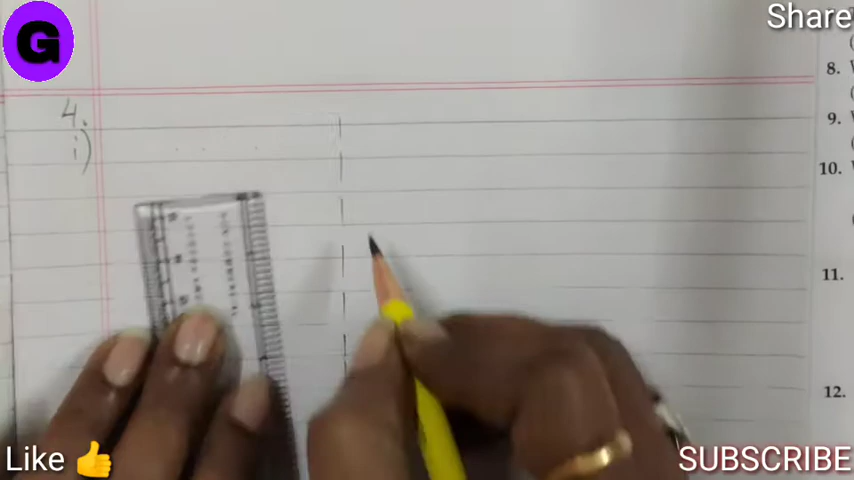 G
Share
4.
i)
8.
9.
10.
11.
12.
Like 👍
SUBSCRIBE